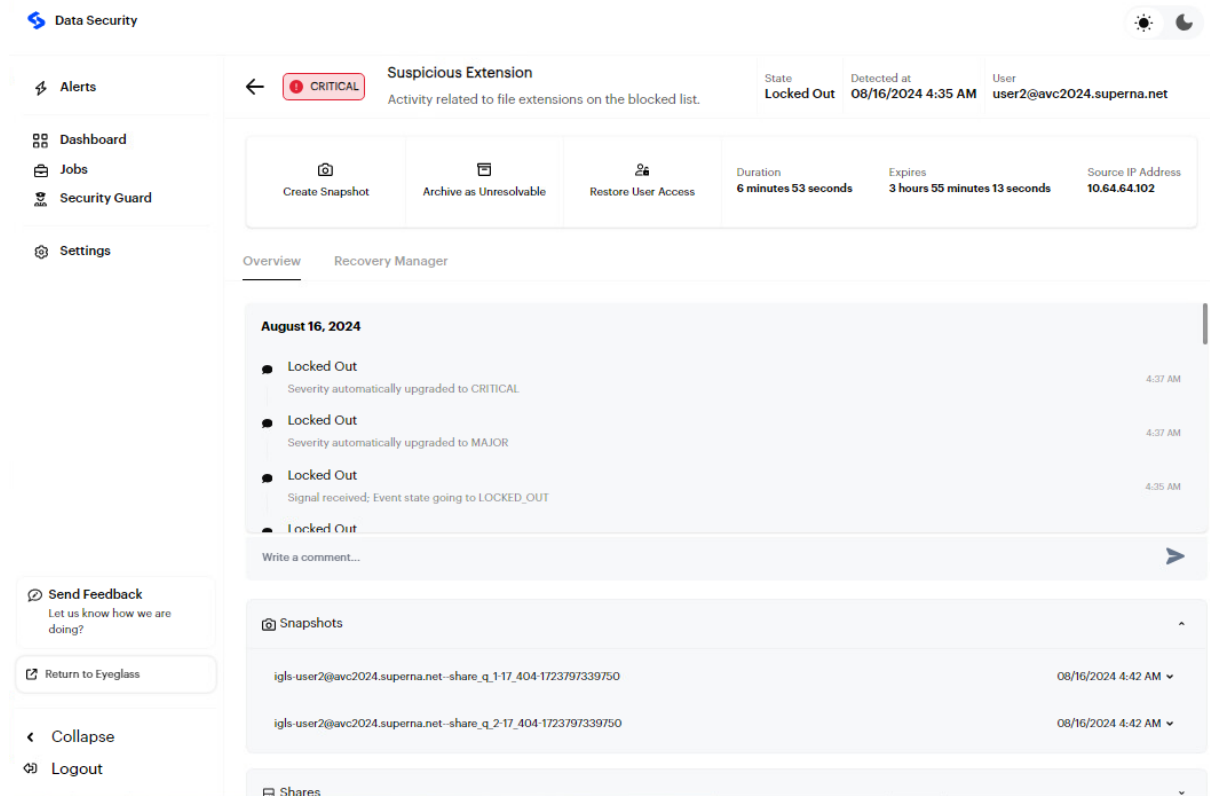 Data Security
Alerts
Dashboard
Jobs
Security Guard
Settings
Send Feedback
Let us know how we are
doing?
Return to Eyeglass
Collapse
Logout
CRITICAL
Suspicious Extension
Activity related to file extensions on the blocked list.
State
Locked Out
Detected at
08/16/2024 4:35 AM
User
user2@avc2024.superna.net
Create Snapshot
Archive as Unresolvable
Restore User Access
Duration
6 minutes 53 seconds
Expires
3 hours 55 minutes 13 seconds
Source IP Address
10.64.64.102
Overview
Recovery Manager
August 16, 2024
Locked Out
Severity automatically upgraded to CRITICAL
4:37 AM
Locked Out
Severity automatically upgraded to MAJOR
4:37 AM
Locked Out
Signal received; Event state going to LOCKED_OUT
4:35 AM
Locked Out
Write a comment...
Snapshots
igls-user2@avc2024.superna.net--share_q_1-17_404-1723797339750
08/16/2024 4:42 AM
igls-user2@avc2024.superna.net--share_q_2-17_404-1723797339750
08/16/2024 4:42 AM
Shares